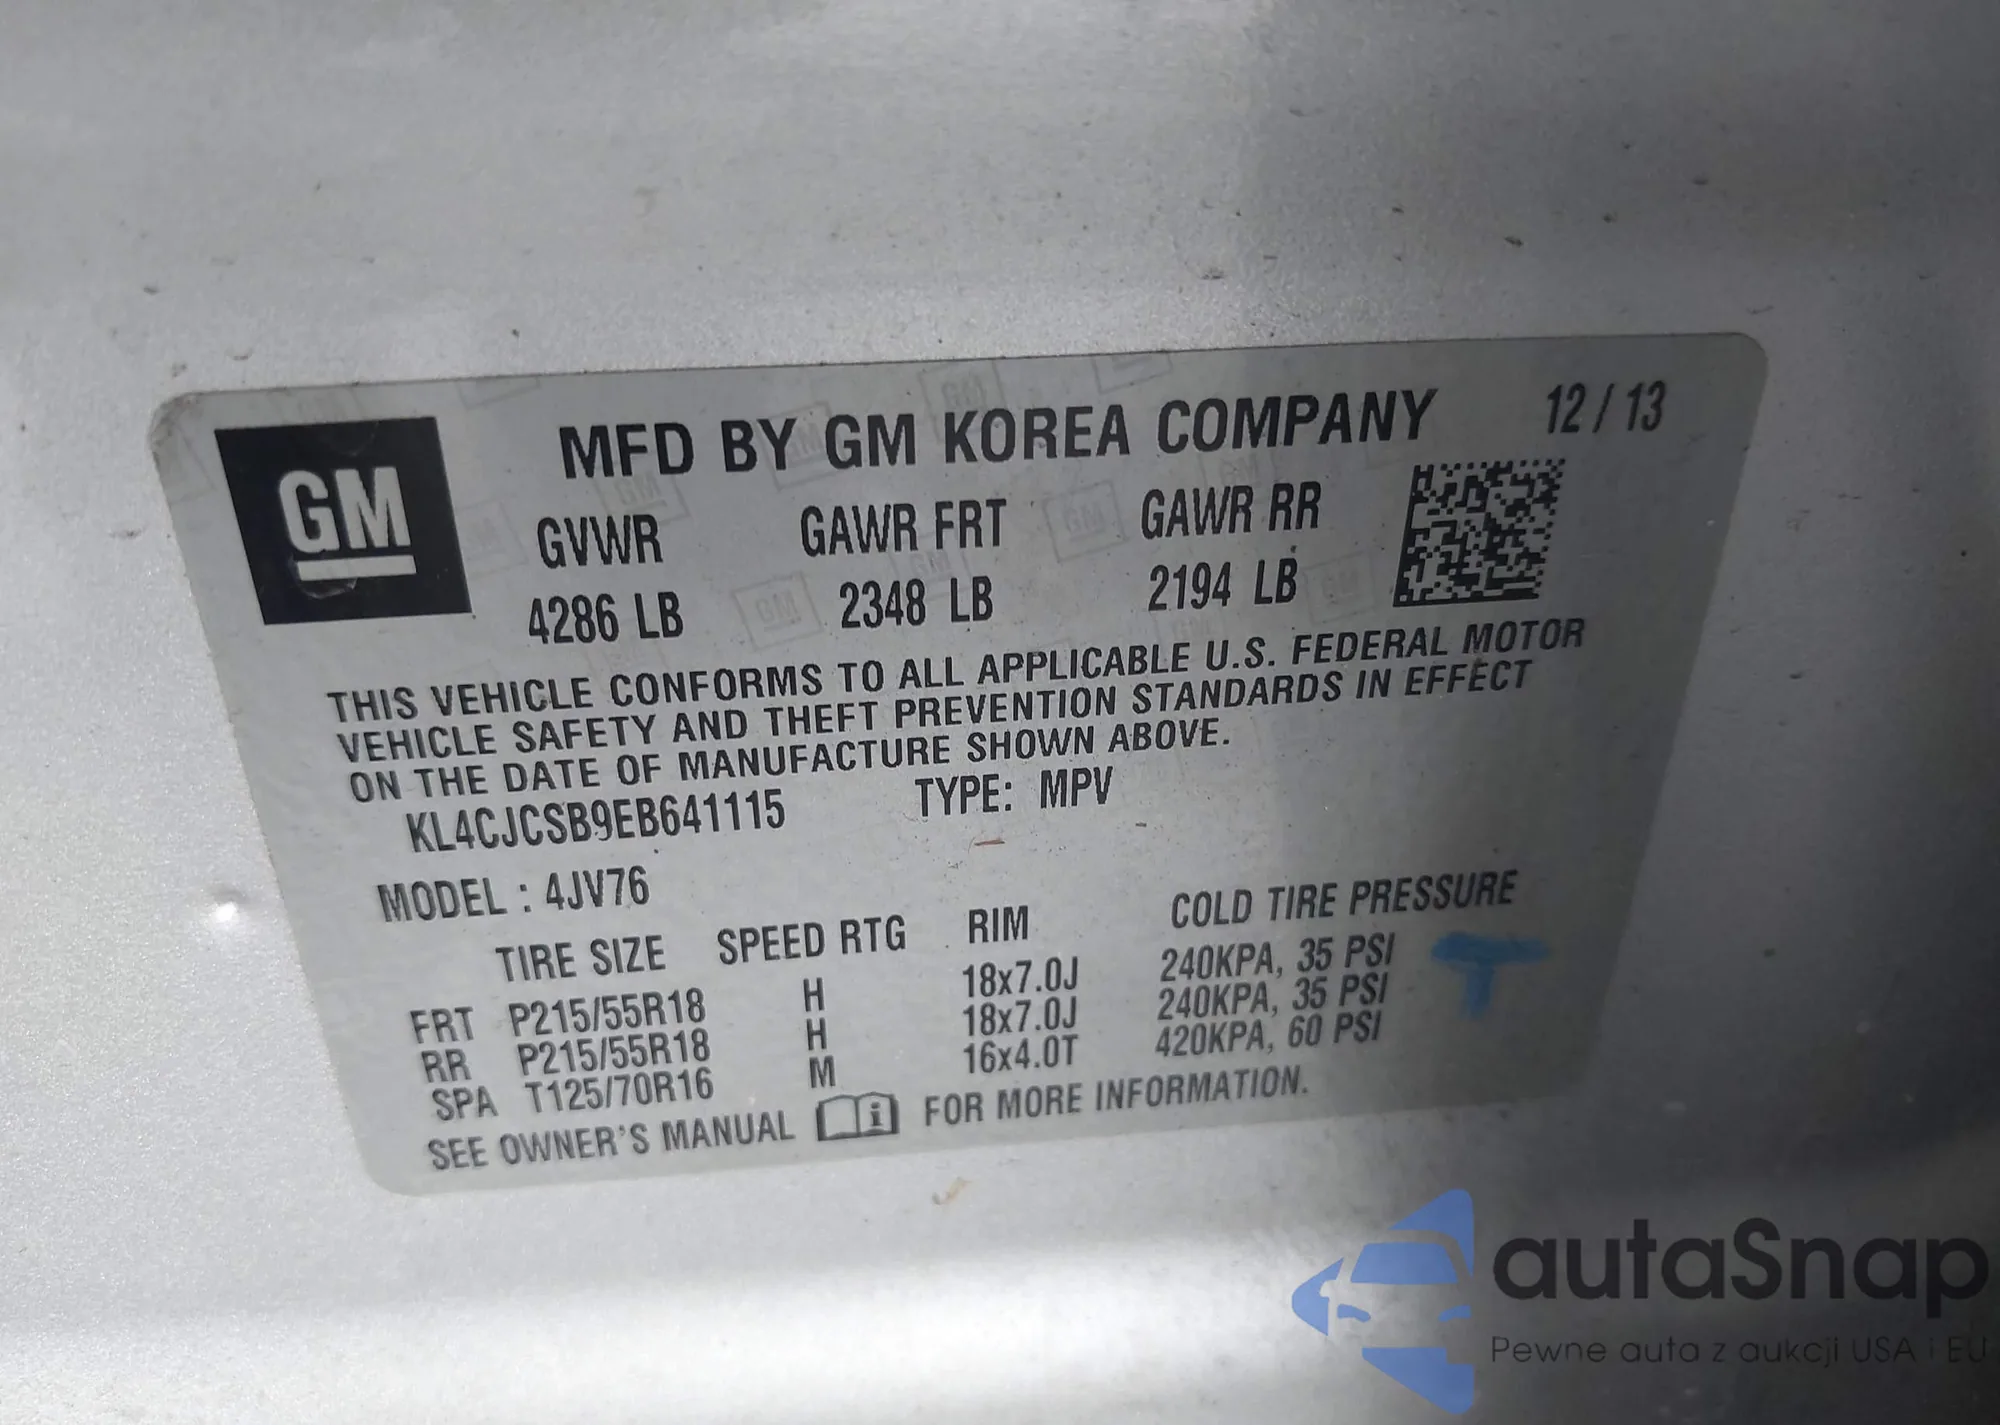 GM
MFD BY GM KOREA COMPANY 12 / 13
GVWR GAWR FRT GAWR RR
4286 LB 2348 LB 2194 LB
THIS VEHICLE CONFORMS TO ALL APPLICABLE U.S. FEDERAL MOTOR
VEHICLE SAFETY AND THEFT PREVENTION STANDARDS IN EFFECT
ON THE DATE OF MANUFACTURE SHOWN ABOVE.
KL4CJCSB9EB641115 TYPE: MPV
MODEL : 4JV76
TIRE SIZE SPEED RTG RIM COLD TIRE PRESSURE
FRT P215/55R18 H 18x7.0J 240KPA, 35 PSI
RR P215/55R18 H 18x7.0J 240KPA, 35 PSI
SPA T125/70R16 M 16x4.0T 420KPA, 60 PSI
T
SEE OWNER'S MANUAL i FOR MORE INFORMATION.
autaSnap
Pewne auta z aukcji USA i EU